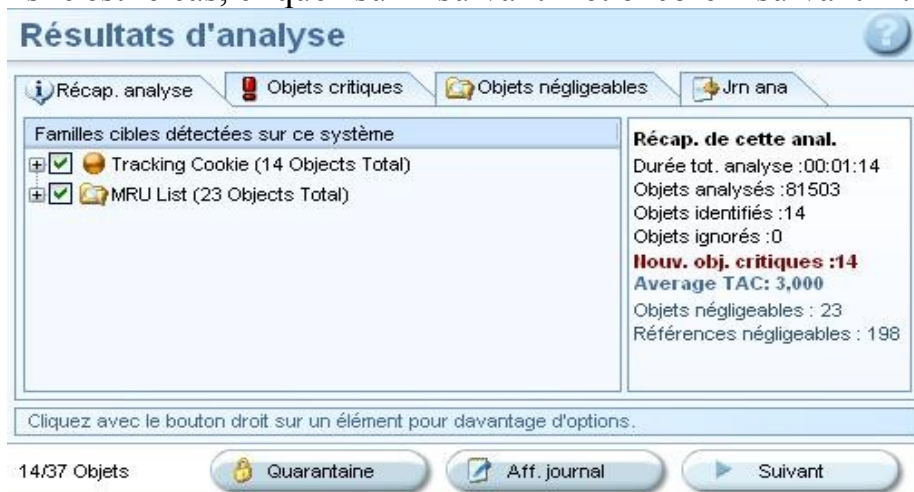 Résultats d'analyse
Récap. analyse
Objets critiques
Objets négligeables
Jrn ana
Familles cibles détectées sur ce système
Tracking Cookie (14 Objects Total)
MRU List (23 Objects Total)
Récap. de cette anal.
Durée tot. analyse :00:01:14
Objets analysés :81503
Objets identifiés :14
Objets ignorés :0
Nouv. obj. critiques :14
Average TAC: 3,000
Objets négligeables : 23
Références négligeables : 198
Cliquez avec le bouton droit sur un élément pour davantage d'options.
14/37 Objets
Quarantaine
Aff. journal
Suivant